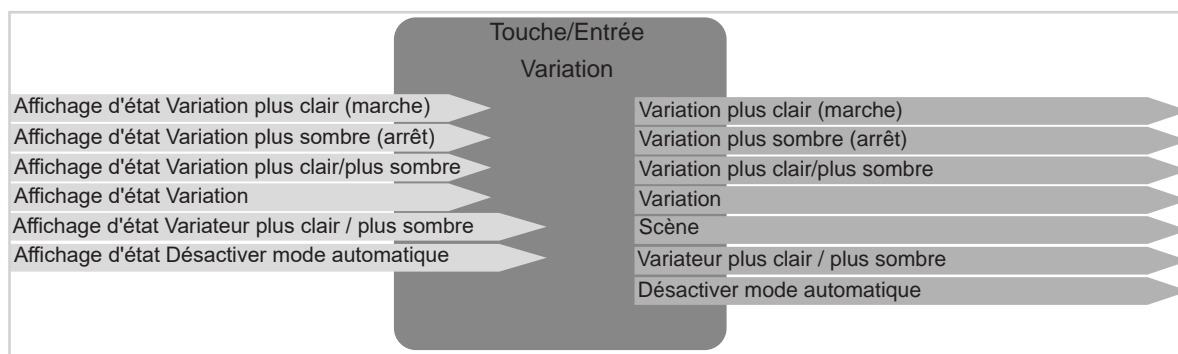 Touche/Entrée
Variation
Affichage d'état Variation plus clair (marche)
Affichage d'état Variation plus sombre (arrêt)
Affichage d'état Variation plus clair/plus sombre
Affichage d'état Variation
Affichage d'état Variateur plus clair / plus sombre
Affichage d'état Désactiver mode automatique
Variation plus clair (marche)
Variation plus sombre (arrêt)
Variation plus clair/plus sombre
Variation
Scène
Variateur plus clair / plus sombre
Désactiver mode automatique